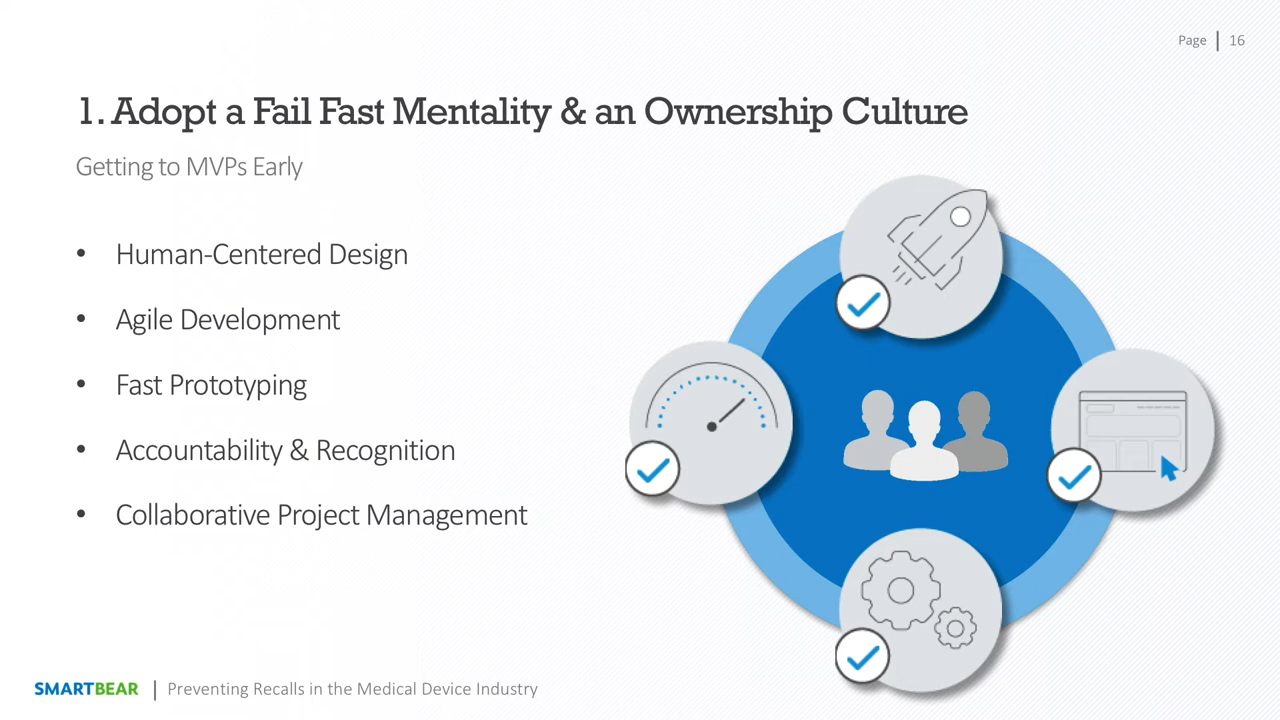 Page | 16
1. Adopt a Fail Fast Mentality & an Ownership Culture
Getting to MVPs Early
• Human-Centered Design
• Agile Development
• Fast Prototyping
• Accountability & Recognition
• Collaborative Project Management
SMARTBEAR | Preventing Recalls in the Medical Device Industry